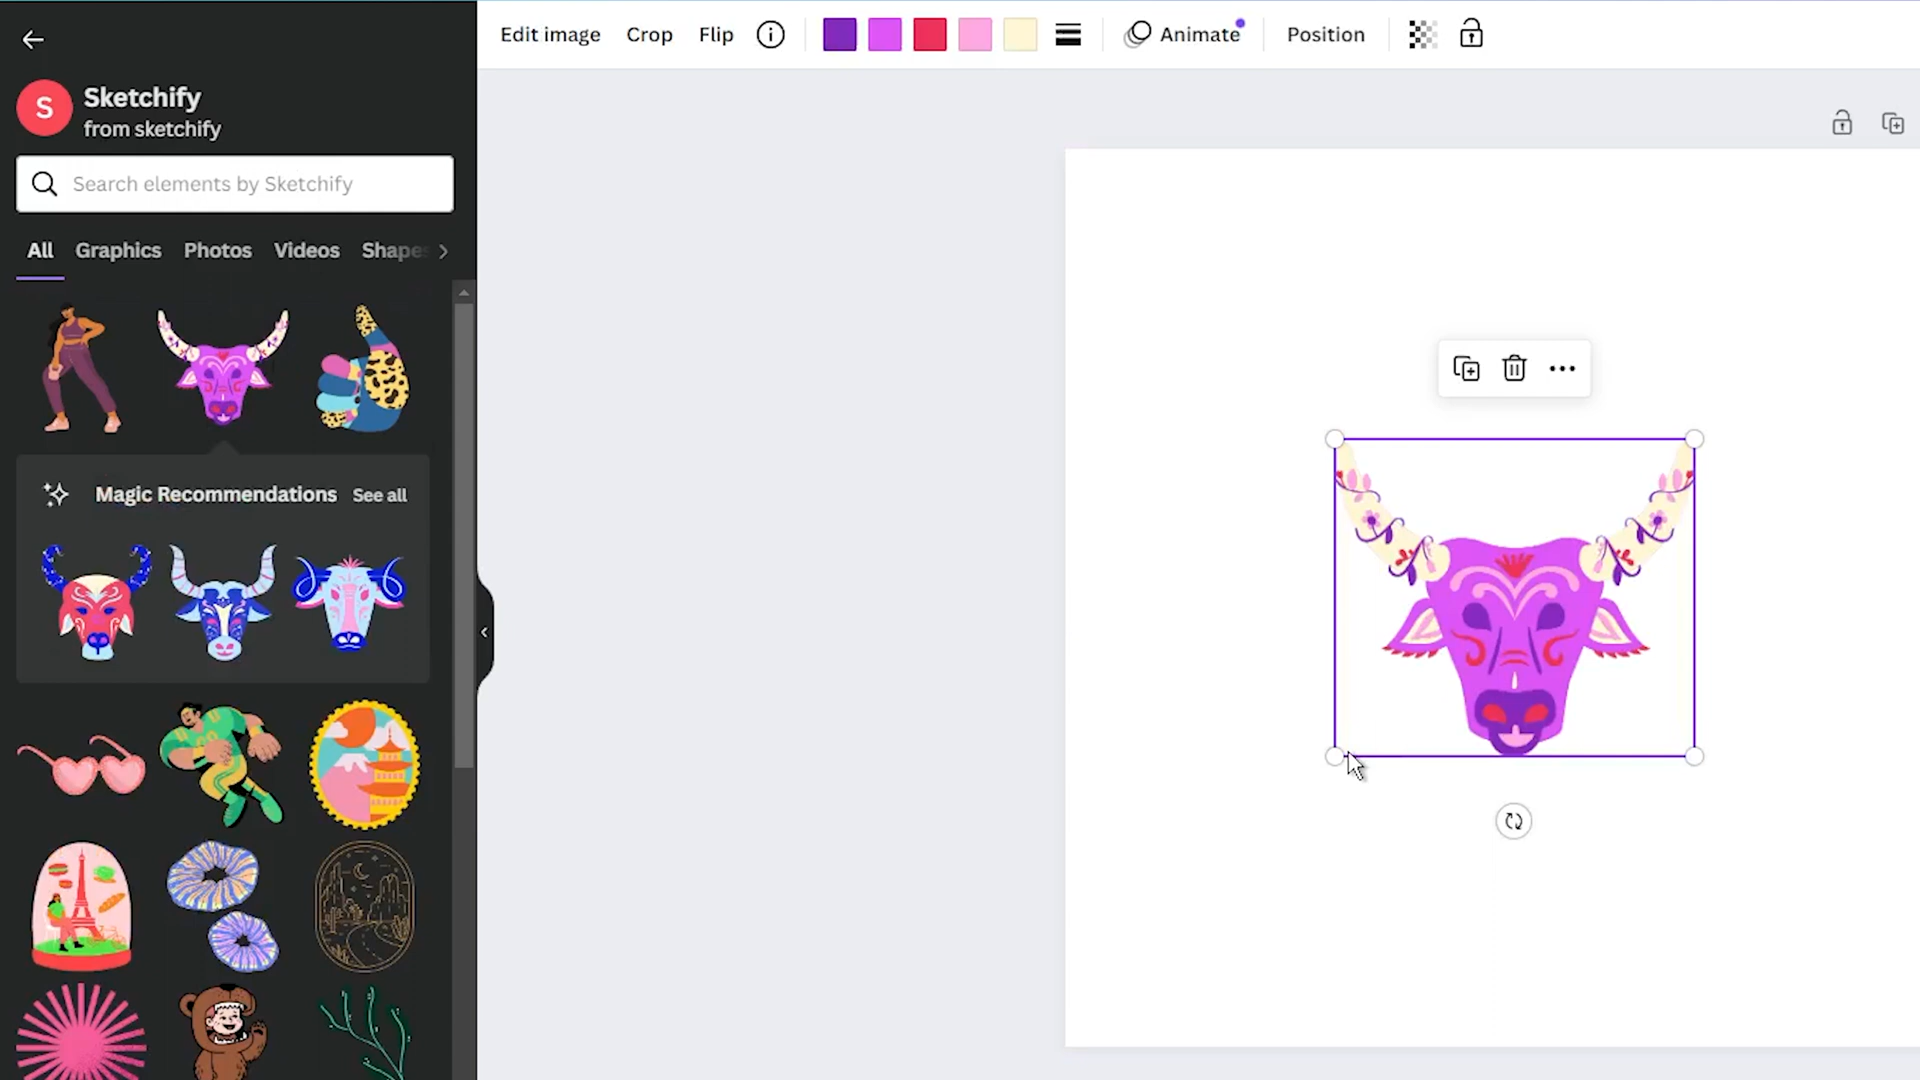 Edit image
Crop
Flip
Animate
Position
S
Sketchify
from sketchify
Search elements by Sketchify
All
Graphics
Photos
Videos
Shapes
Magic Recommendations
See all